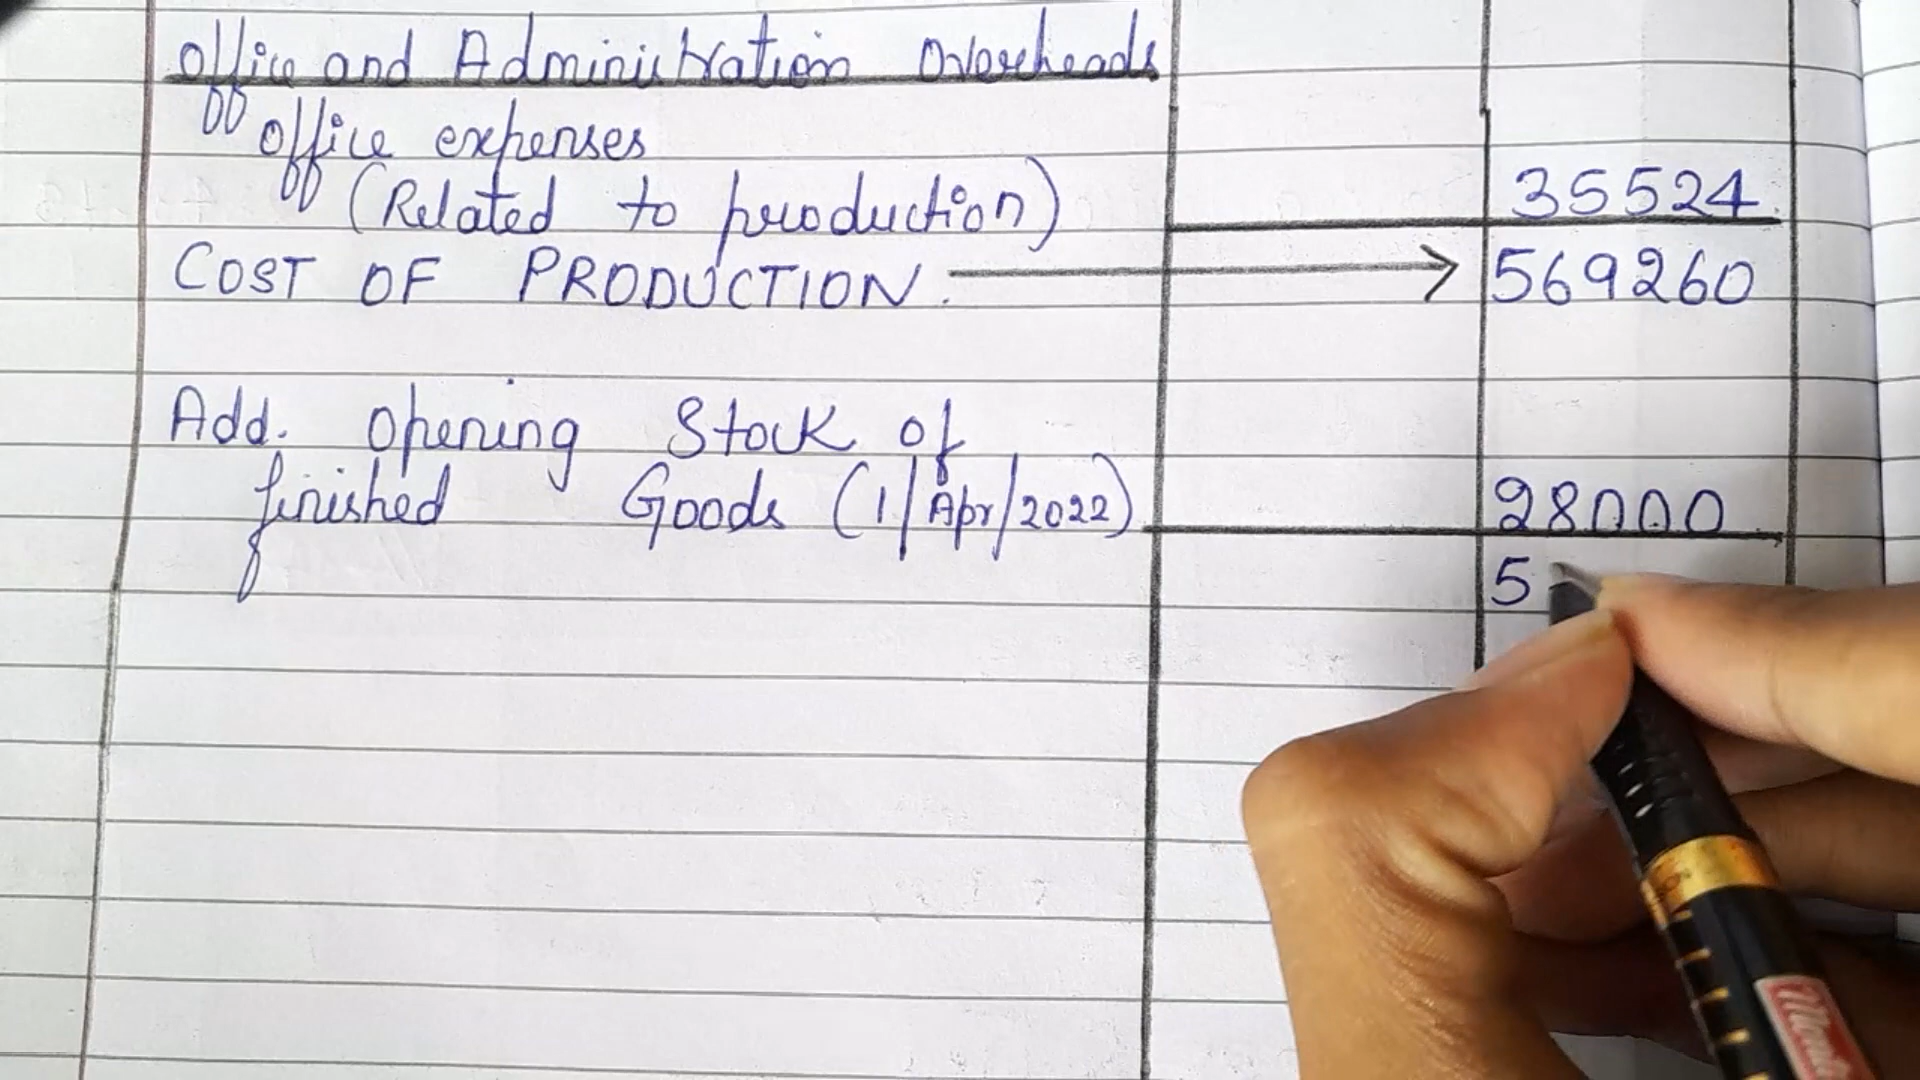 Office and Administration Overheads
Office expenses
(Related to production) 35524
COST OF PRODUCTION. → 569260
Add. Opening Stock of
finished Goods (1/Apr/2022) 28000
5